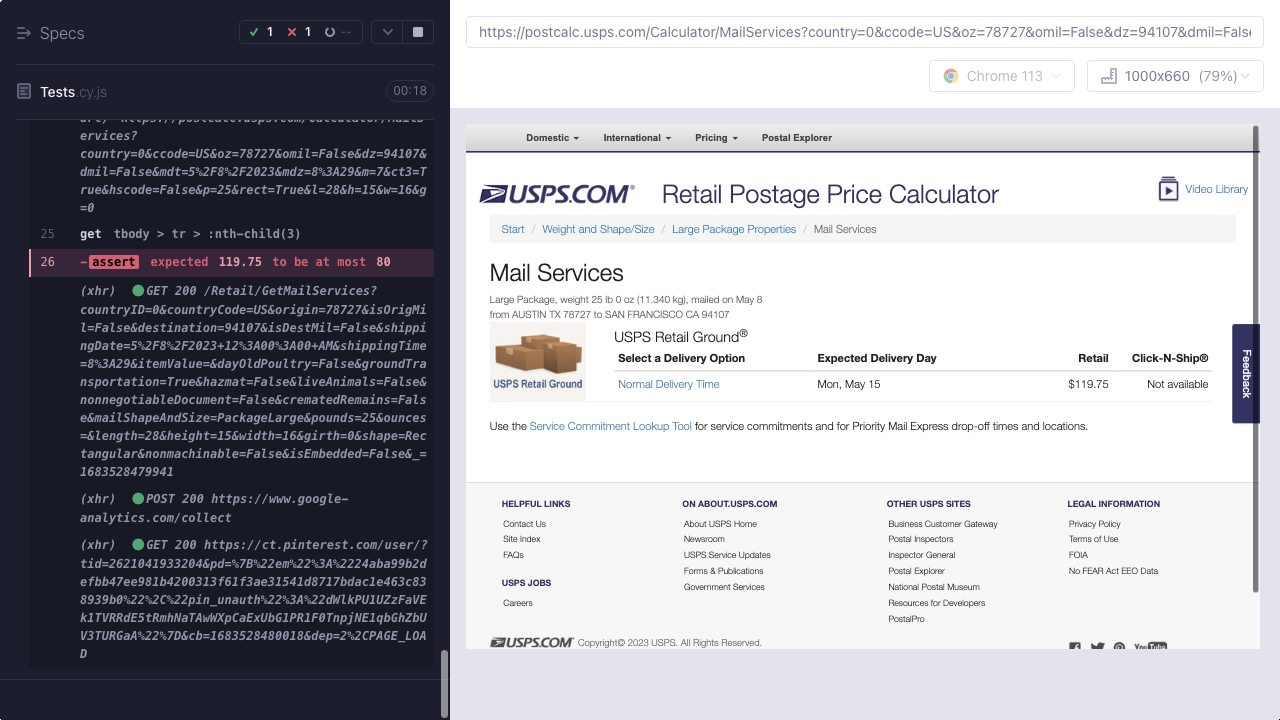 Specs
1
1
--
Tests.cy.js
00:18
ervices?
country=0&ccode=US&oz=78727&omil=False&dz=94107&
dmil=False&mdt=5%2F8%2F2023&mdz=8%3A29&m=7&ct3=T
rue&hscode=False&p=25&rect=True&l=28&h=15&w=16&g
=0
25 get tbody > tr > :nth-child(3)
26 -assert expected 119.75 to be at most 80
(xhr) GET 200 /Retail/GetMailServices?
countryID=0&countryCode=US&origin=78727&isOrigMi
l=False&destination=94107&isDestMil=False&shippi
ngDate=5%2F8%2F2023+12%3A00%3A00+AM&shippingTime
=8%3A29&itemValue=&dayOldPoultry=False&groundTra
nsportation=True&hazmat=False&liveAnimals=False&
nonnegotiableDocument=False&crematedRemains=Fals
e&mailShapeAndSize=PackageLarge&pounds=25&ounces
=&length=28&height=15&width=16&girth=0&shape=Rec
tangular&nonmachinable=False&isEmbedded=False&_=
1683528479941
(xhr) POST 200 https://www.google-
analytics.com/collect
(xhr) GET 200 https://ct.pinterest.com/user/?
tid=2621041933204&pd=%7B%22em%22%3A%2224aba99b2d
efbb47ee981b4200313f61f3ae31541d8717bdac1e463c83
8939b0%22%2C%22pin_unauth%22%3A%22dWlkPU1UZzFaVE
k1TVRRdE5tRmhNaTAwWXpCaExUbG1PR1F0TnpjNE1qbGhZbU
V3TURGaA%22%7D&cb=1683528480018&dep=2%2CPAGE_LOA
D
https://postcalc.usps.com/Calculator/MailServices?country=0&ccode=US&oz=78727&omil=False&dz=94107&dmil=False
Chrome 113
1000x660 (79%)
Domestic International Pricing Postal Explorer
USPS.COM® Retail Postage Price Calculator
Video Library
Start / Weight and Shape/Size / Large Package Properties / Mail Services
Mail Services
Large Package, weight 25 lb 0 oz (11.340 kg), mailed on May 8
from AUSTIN TX 78727 to SAN FRANCISCO CA 94107
USPS Retail Ground®
Select a Delivery Option Expected Delivery Day Retail Click-N-Ship®
USPS Retail Ground
Normal Delivery Time Mon, May 15 $119.75 Not available
Feedback
Use the Service Commitment Lookup Tool for service commitments and for Priority Mail Express drop-off times and locations.
HELPFUL LINKS
Contact Us
Site Index
FAQs
USPS JOBS
Careers
ON ABOUT.USPS.COM
About USPS Home
Newsroom
USPS Service Updates
Forms & Publications
Government Services
OTHER USPS SITES
Business Customer Gateway
Postal Inspectors
Inspector General
Postal Explorer
National Postal Museum
Resources for Developers
PostalPro
LEGAL INFORMATION
Privacy Policy
Terms of Use
FOIA
No FEAR Act EEO Data
USPS.COM Copyright© 2023 USPS. All Rights Reserved.
YouTube